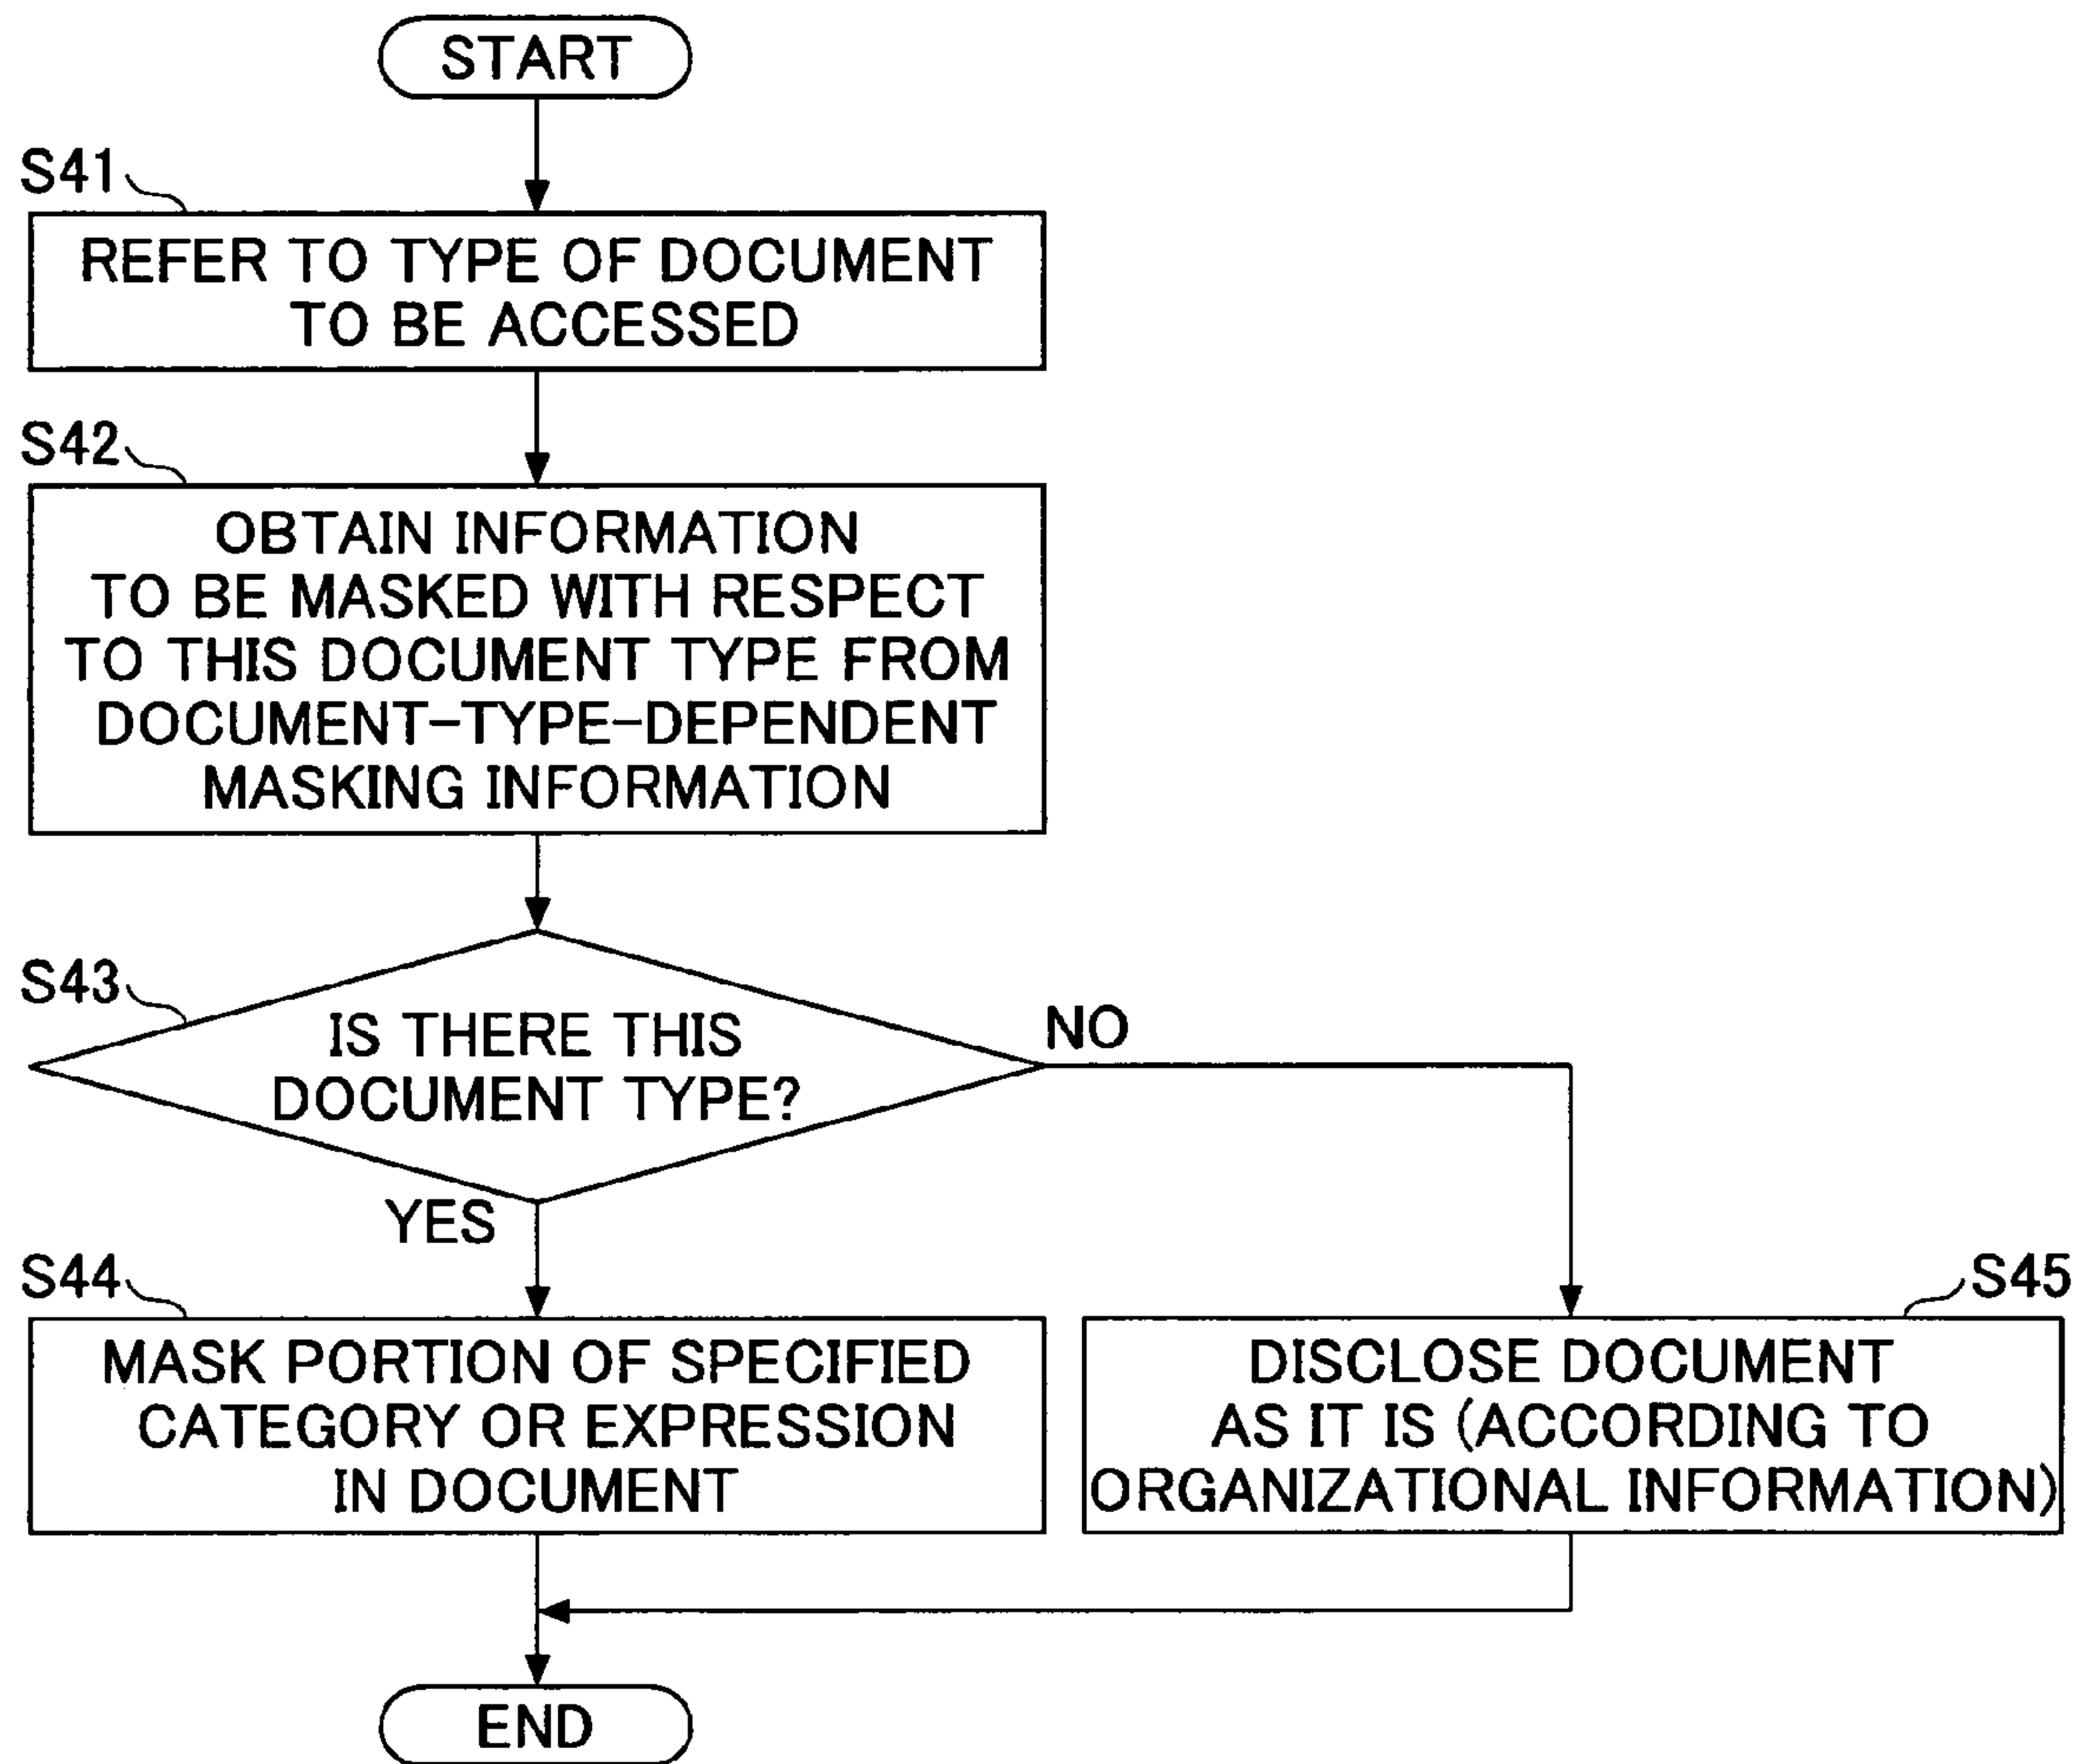 START
S41
REFER TO TYPE OF DOCUMENT
TO BE ACCESSED
S42
OBTAIN INFORMATION
TO BE MASKED WITH RESPECT
TO THIS DOCUMENT TYPE FROM
DOCUMENT-TYPE-DEPENDENT
MASKING INFORMATION
S43
IS THERE THIS
DOCUMENT TYPE?
NO
YES
S44
MASK PORTION OF SPECIFIED
CATEGORY OR EXPRESSION
IN DOCUMENT
S45
DISCLOSE DOCUMENT
AS IT IS (ACCORDING TO
ORGANIZATIONAL INFORMATION)
END